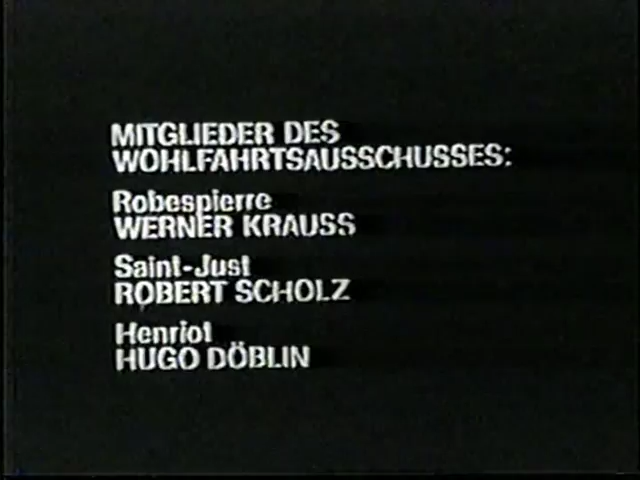 MITGLIEDER DES
WOHLFAHRTSAUSSCHUSSES:
Robespierre
WERNER KRAUSS
Saint-Just
ROBERT SCHOLZ
Henriot
HUGO DÖBLIN